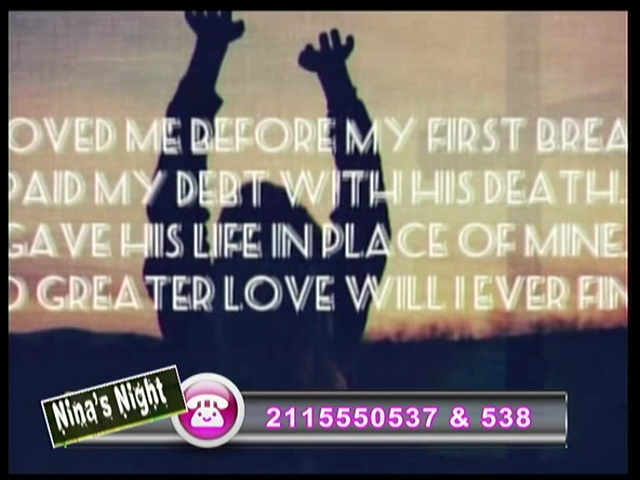 OVED ME BEFORE MY FIRST BREA
PAID MY DEBT WITH HIS DEATH.
GAVE HIS LIFE IN PLACE OF MINE
O GREATER LOVE WILL I EVER FIN
Nina's Night
2115550537 & 538